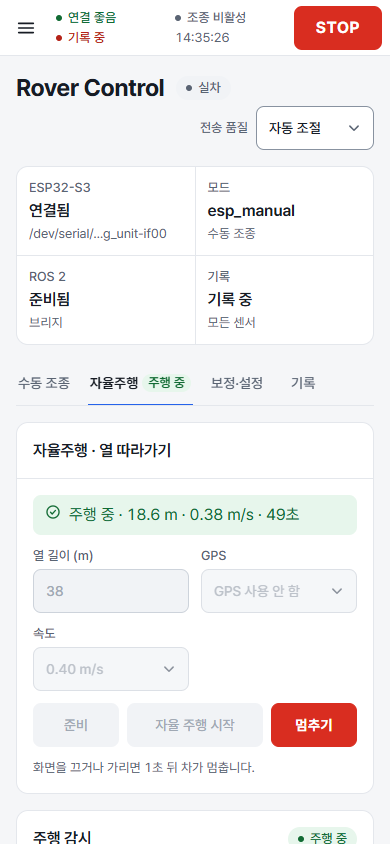 연결 좋음
기록 중
조종 비활성
14:35:26
STOP
Rover Control
실차
전송 품질
자동 조절
ESP32-S3
연결됨
/dev/serial/...g_unit-if00
모드
esp_manual
수동 조종
ROS 2
준비됨
브리지
기록
기록 중
모든 센서
수동 조종
자율주행 주행 중
보정·설정
기록
자율주행 · 열 따라가기
주행 중 · 18.6 m · 0.38 m/s · 49초
열 길이 (m)
38
GPS
GPS 사용 안 함
속도
0.40 m/s
준비
자율 주행 시작
멈추기
화면을 끄거나 가리면 1초 뒤 차가 멈춥니다.
주행 감시
주행 중